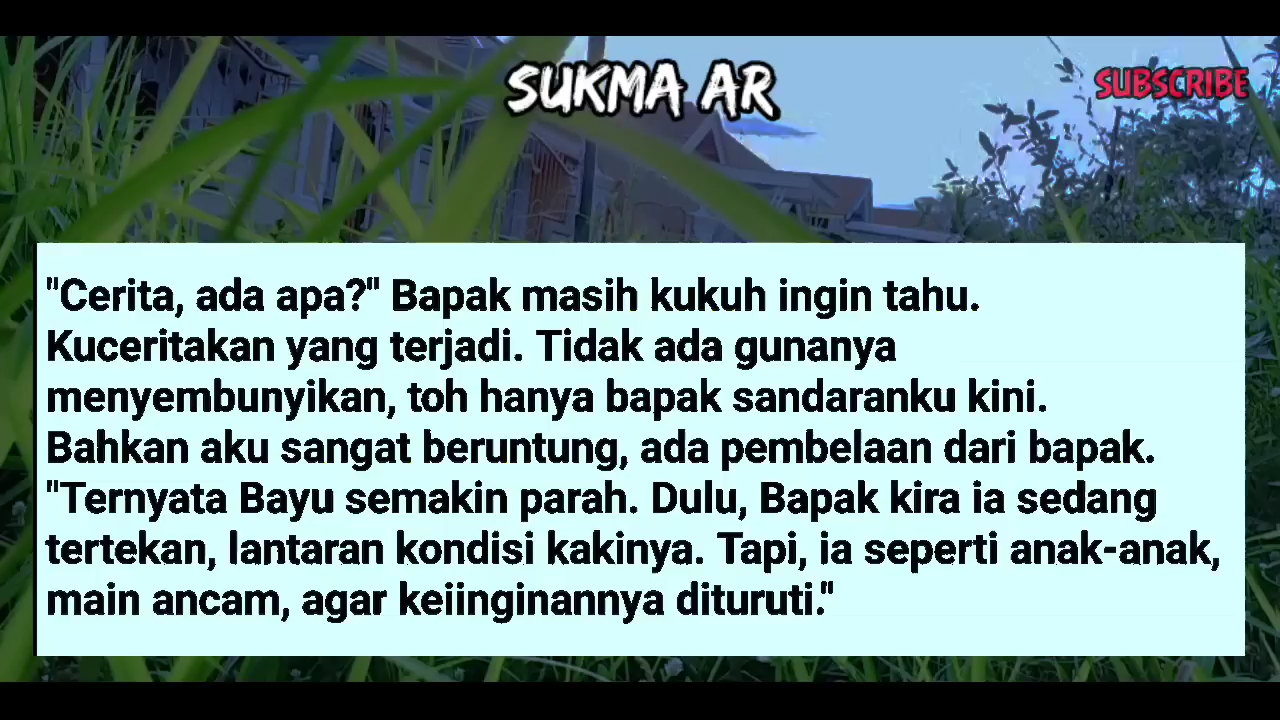 SUKMA AR
SUBSCRIBE
"Cerita, ada apa?" Bapak masih kukuh ingin tahu.
Kuceritakan yang terjadi. Tidak ada gunanya
menyembunyikan, toh hanya bapak sandaranku kini.
Bahkan aku sangat beruntung, ada pembelaan dari bapak.
"Ternyata Bayu semakin parah. Dulu, Bapak kira ia sedang
tertekan, lantaran kondisi kakinya. Tapi, ia seperti anak-anak,
main ancam, agar keiinginannya dituruti."